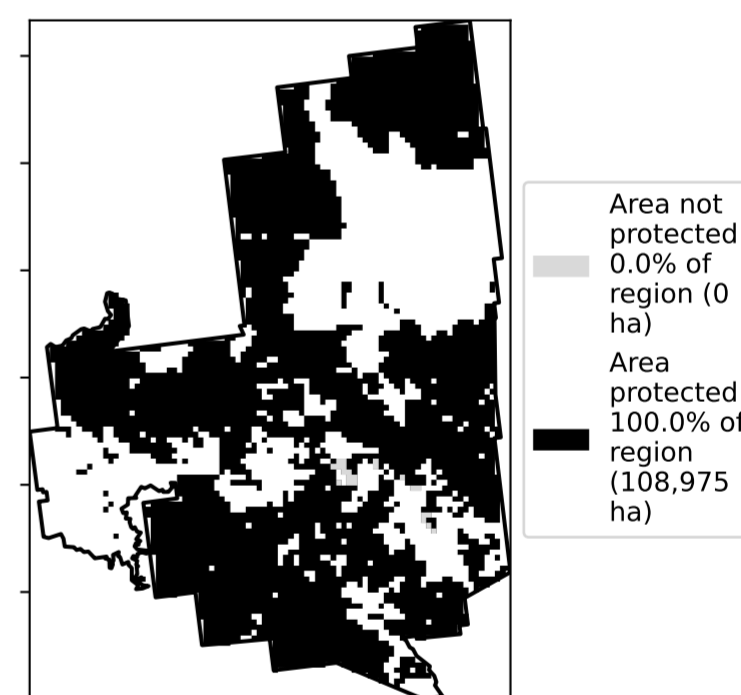 Area not
protected
0.0% of
region (0
ha)
Area
protected
100.0% of
region
(108,975
ha)